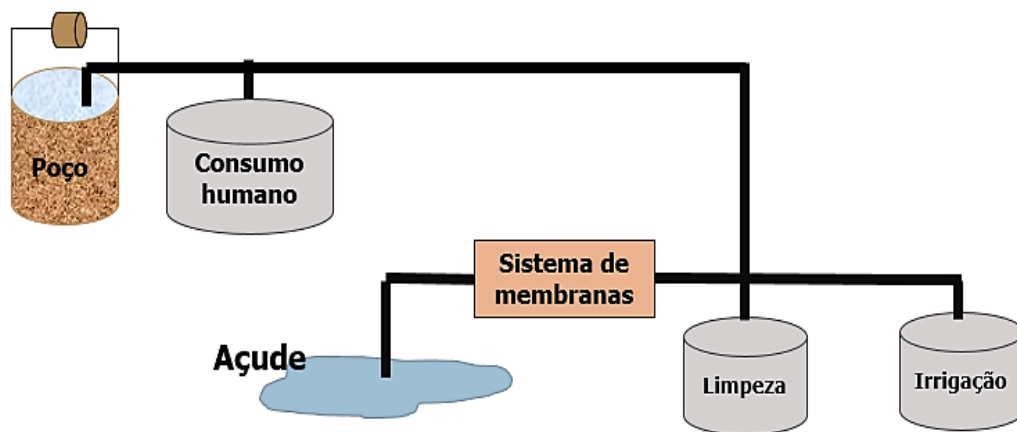 Poço
Consumo
humano
Sistema de
membranas
Açude
Limpeza
Irrigação